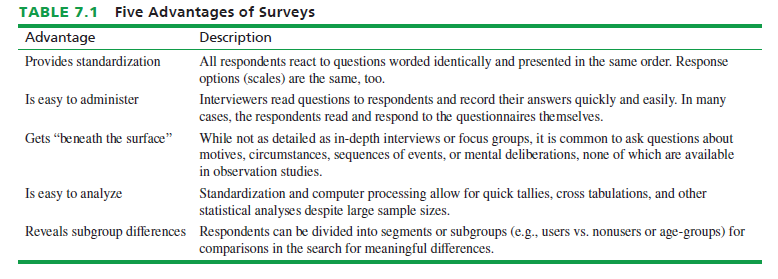 TABLE 7.1 Five Advantages of Surveys
Advantage Description
Provides standardization All respondents react to questions worded identically and presented in the same order. Response
options (scales) are the same, too.
Is easy to administer Interviewers read questions to respondents and record their answers quickly and easily. In many
cases, the respondents read and respond to the questionnaires themselves.
Gets “beneath the surface” While not as detailed as in-depth interviews or focus groups, it is common to ask questions about
motives, circumstances, sequences of events, or mental deliberations, none of which are available
in observation studies.
Is easy to analyze Standardization and computer processing allow for quick tallies, cross tabulations, and other
statistical analyses despite large sample sizes.
Reveals subgroup differences Respondents can be divided into segments or subgroups (e.g., users vs. nonusers or age-groups) for
comparisons in the search for meaningful differences.